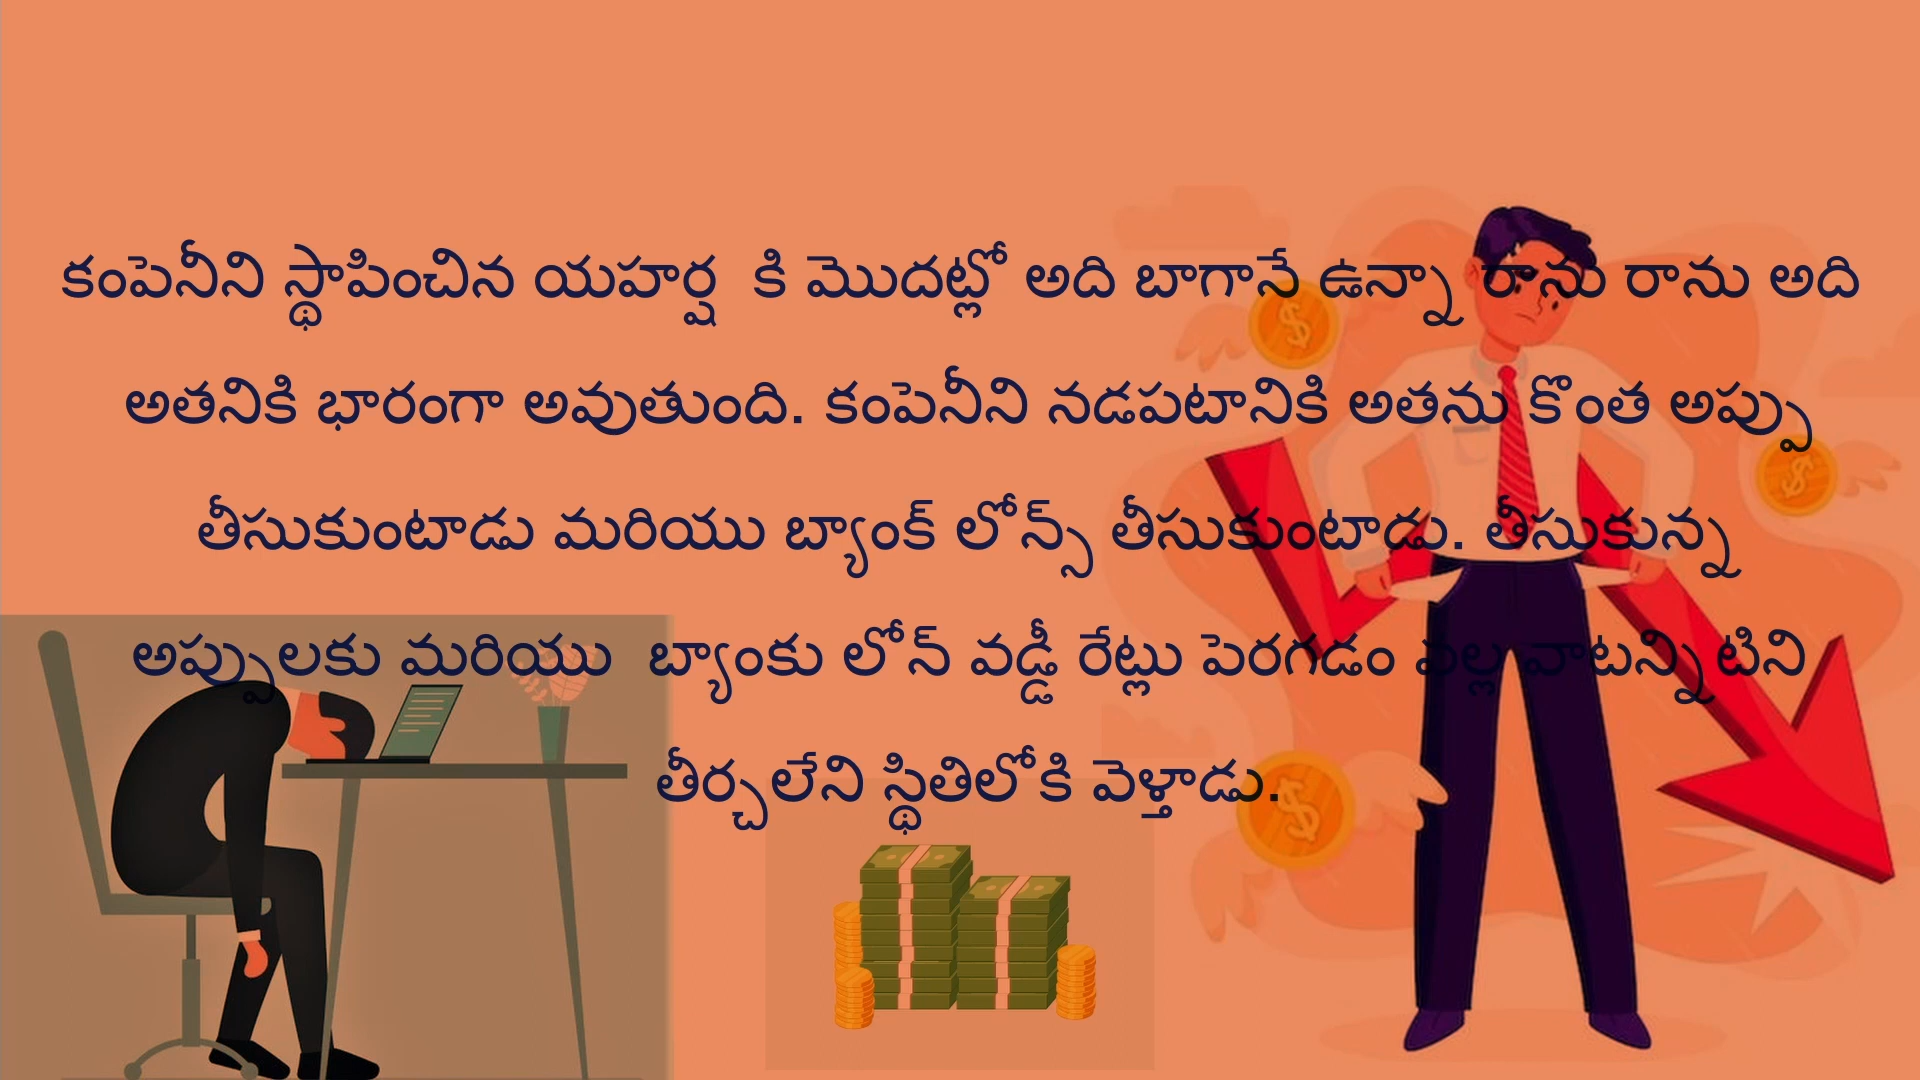 కంపెనీని స్థాపించిన యహర్ష  కి మొదట్లో అది బాగానే ఉన్నా రాను రాను అది
అతనికి భారంగా అవుతుంది. కంపెనీని నడపటానికి అతను కొంత అప్పు
తీసుకుంటాడు మరియు బ్యాంక్ లోన్స్ తీసుకుంటాడు. తీసుకున్న
అప్పులకు మరియు  బ్యాంకు లోన్ వడ్డీ రేట్లు పెరగడం వల్ల వాటన్నిటిని
తీర్చలేని స్థితిలోకి వెళ్తాడు.